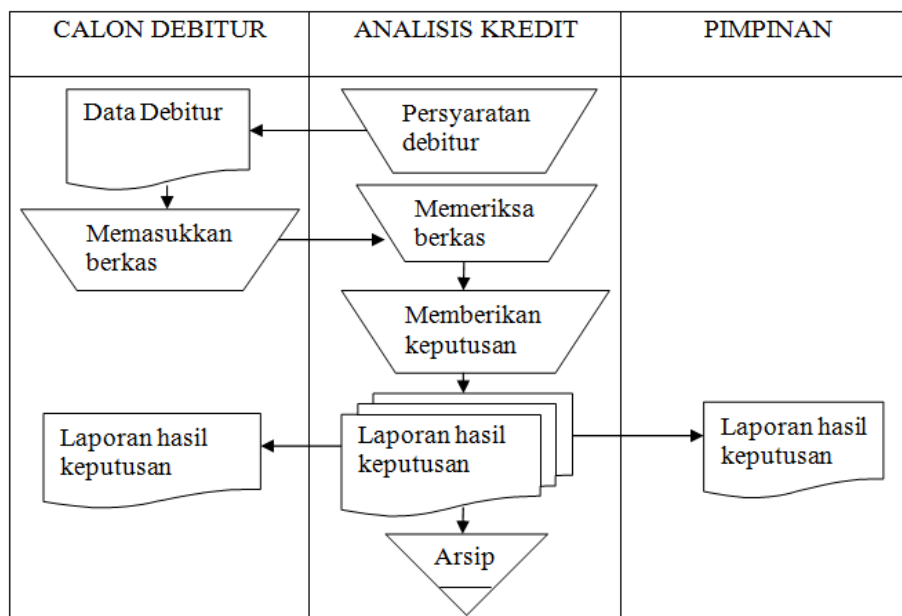 CALON DEBITUR
ANALISIS KREDIT
PIMPINAN
Data Debitur
Persyaratan
debitur
Memasukkan
berkas
Memeriksa
berkas
Memberikan
keputusan
Laporan hasil
keputusan
Laporan hasil
keputusan
Laporan hasil
keputusan
Arsip